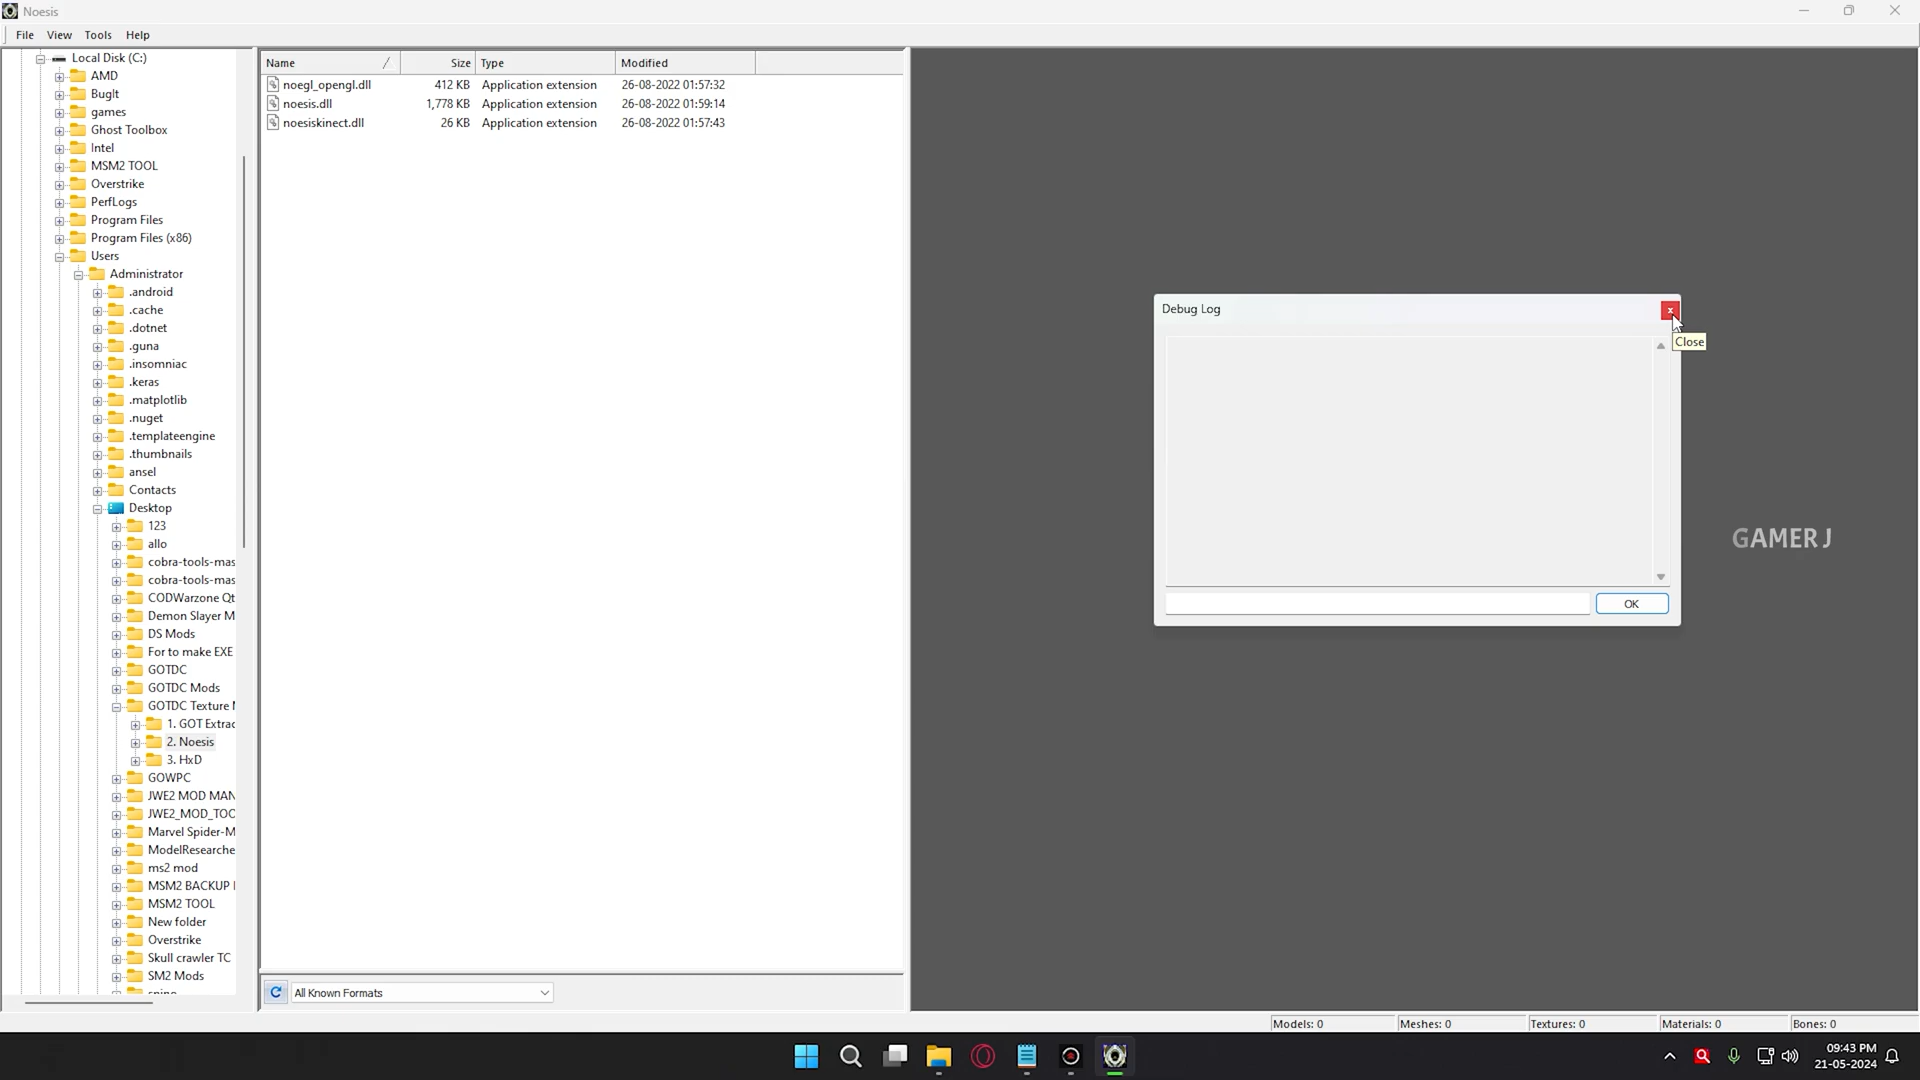 Noesis
File View Tools Help
Local Disk (C:)
AMD
BugIt
games
Ghost Toolbox
Intel
MSM2 TOOL
Overstrike
PerfLogs
Program Files
Program Files (x86)
Users
Administrator
.android
.cache
.dotnet
.guna
.insomniac
.keras
.matplotlib
.nuget
.templateengine
.thumbnails
ansel
Contacts
Desktop
123
allo
cobra-tools-mas
cobra-tools-mas
CODWarzone Qt
Demon Slayer M
DS Mods
For to make EXE
GOTDC
GOTDC Mods
GOTDC Texture
1. GOT Extrac
2. Noesis
3. HxD
GOWPC
JWE2 MOD MAN
JWE2_MOD_TOO
Marvel Spider-M
ModelResearche
ms2 mod
MSM2 BACKUP
MSM2 TOOL
New folder
Overstrike
Skull crawler TC
SM2 Mods
Name Size Type Modified
noegl_opengl.dll 412 KB Application extension 26-08-2022 01:57:32
noesis.dll 1,778 KB Application extension 26-08-2022 01:59:14
noesiskinect.dll 26 KB Application extension 26-08-2022 01:57:43
All Known Formats
Debug Log
x
Close
OK
GAMER J
Models: 0 Meshes: 0 Textures: 0 Materials: 0 Bones: 0
09:43 PM
21-05-2024